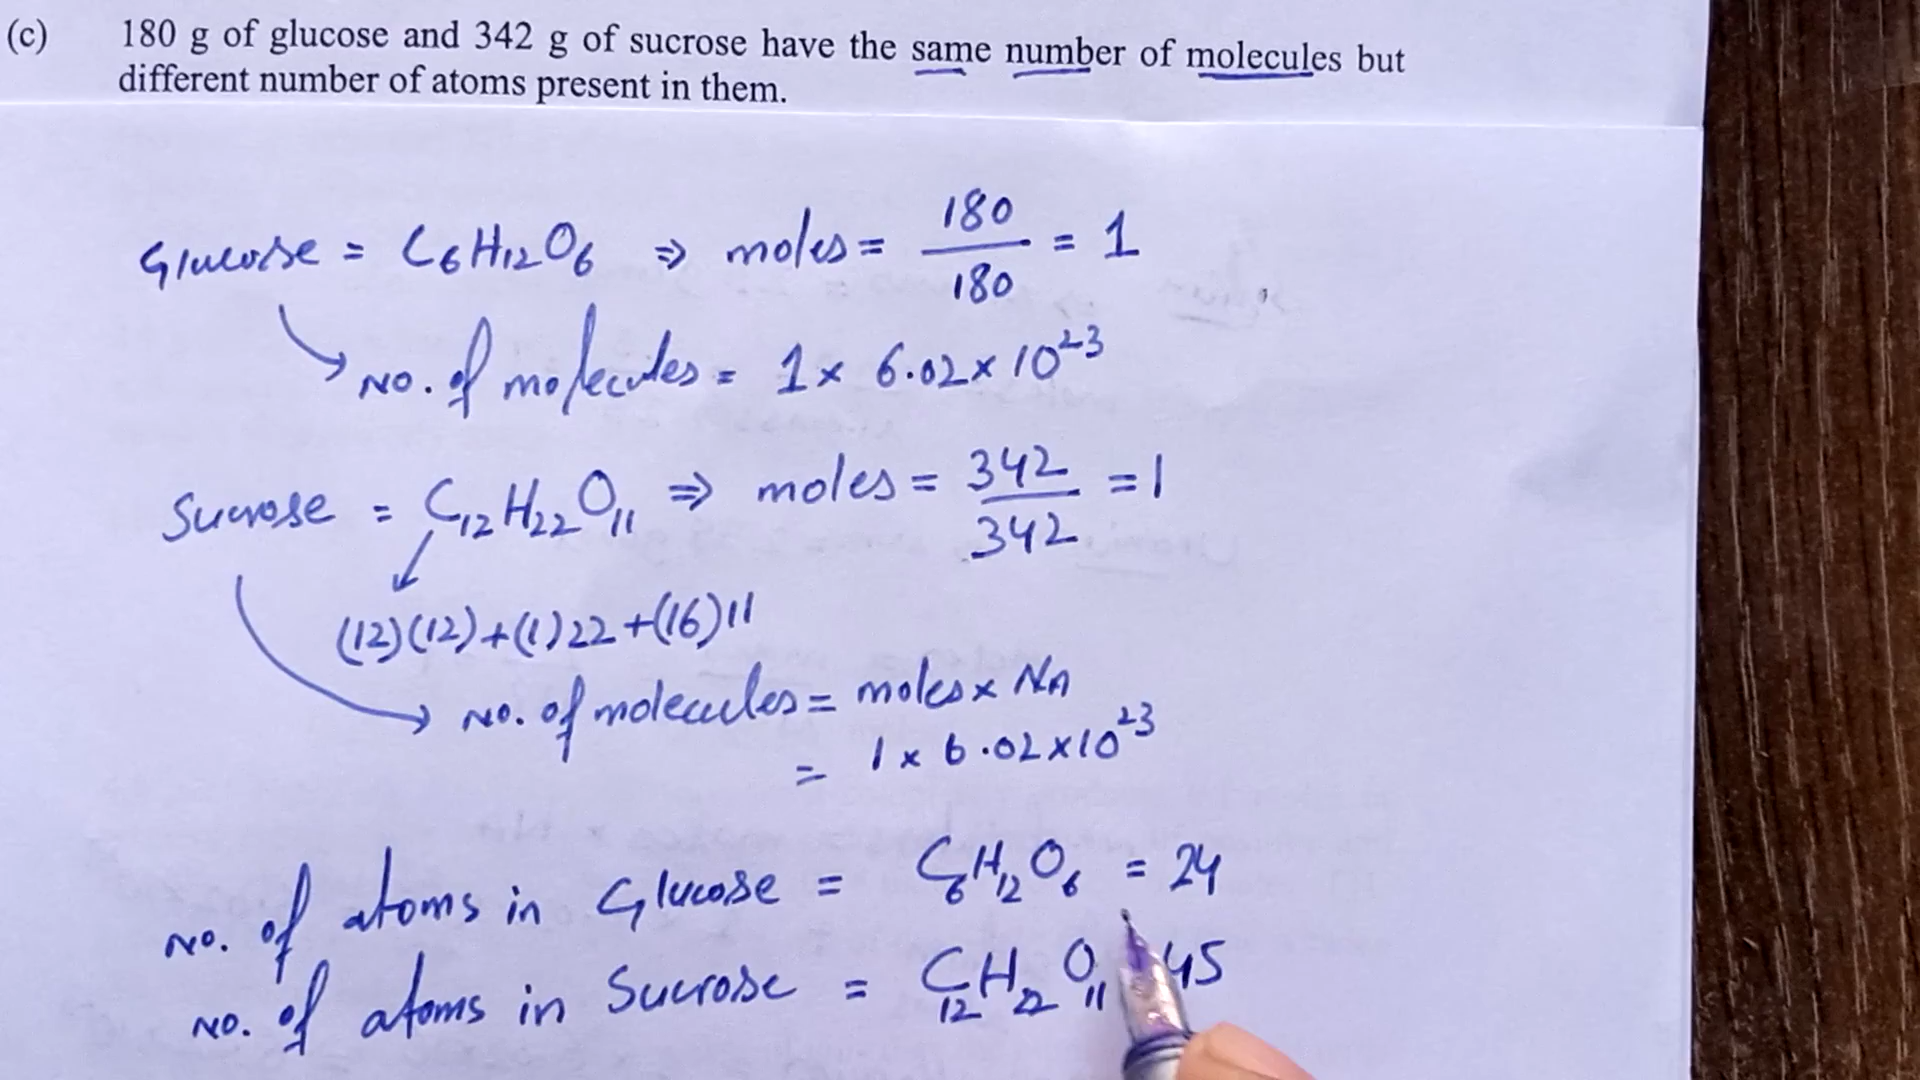 (c) 180 g of glucose and 342 g of sucrose have the same number of molecules but
different number of atoms present in them.
Glucose = C6H12O6 ⇒ moles = 180/180 = 1
→ No. of molecules = 1 × 6.02 × 10^23
Sucrose = C12H22O11 ⇒ moles = 342/342 = 1
(12)(12)+(1)22+(16)11
→ No. of molecules = moles × NA
= 1 × 6.02 × 10^23
No. of atoms in Glucose = C6H12O6 = 24
No. of atoms in Sucrose = C12H22O11 45